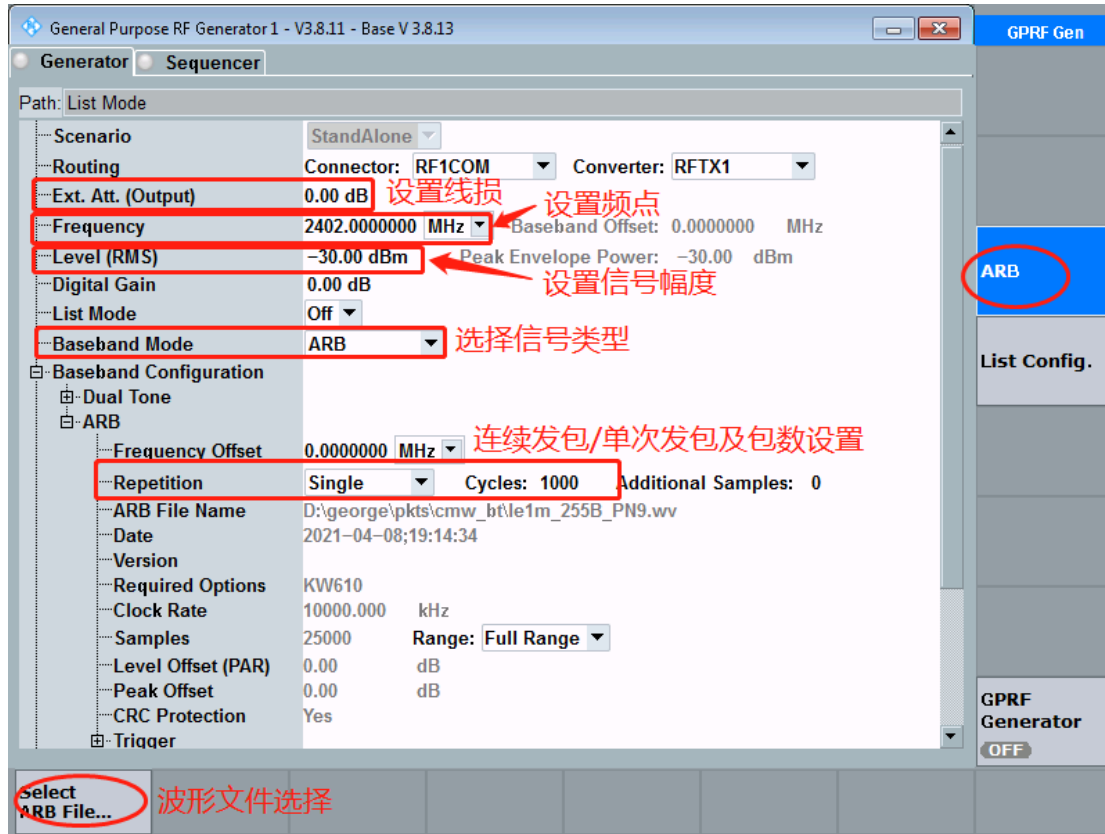 General Purpose RF Generator 1 - V3.8.11 - Base V 3.8.13
GPRF Gen
Generator Sequencer
Path: List Mode
Scenario StandAlone
Routing Connector: RF1COM Converter: RFTX1
Ext. Att. (Output) 0.00 dB 设置线损
设置频点
Frequency 2402.0000000 MHz Baseband Offset: 0.0000000 MHz
Level (RMS) −30.00 dBm Peak Envelope Power: −30.00 dBm
ARB
Digital Gain 0.00 dB 设置信号幅度
List Mode Off
Baseband Mode ARB 选择信号类型
List Config.
Baseband Configuration
Dual Tone
ARB
连续发包/单次发包及包数设置
Frequency Offset 0.0000000 MHz
Repetition Single Cycles: 1000 Additional Samples: 0
ARB File Name D:\george\pkts\cmw_bt\le1m_255B_PN9.wv
Date 2021−04−08;19:14:34
Version
Required Options KW610
Clock Rate 10000.000 kHz
Samples 25000 Range: Full Range
Level Offset (PAR) 0.00 dB
Peak Offset 0.00 dB
CRC Protection Yes
Trigger
GPRF
Generator
OFF
Select
ARB File...
波形文件选择